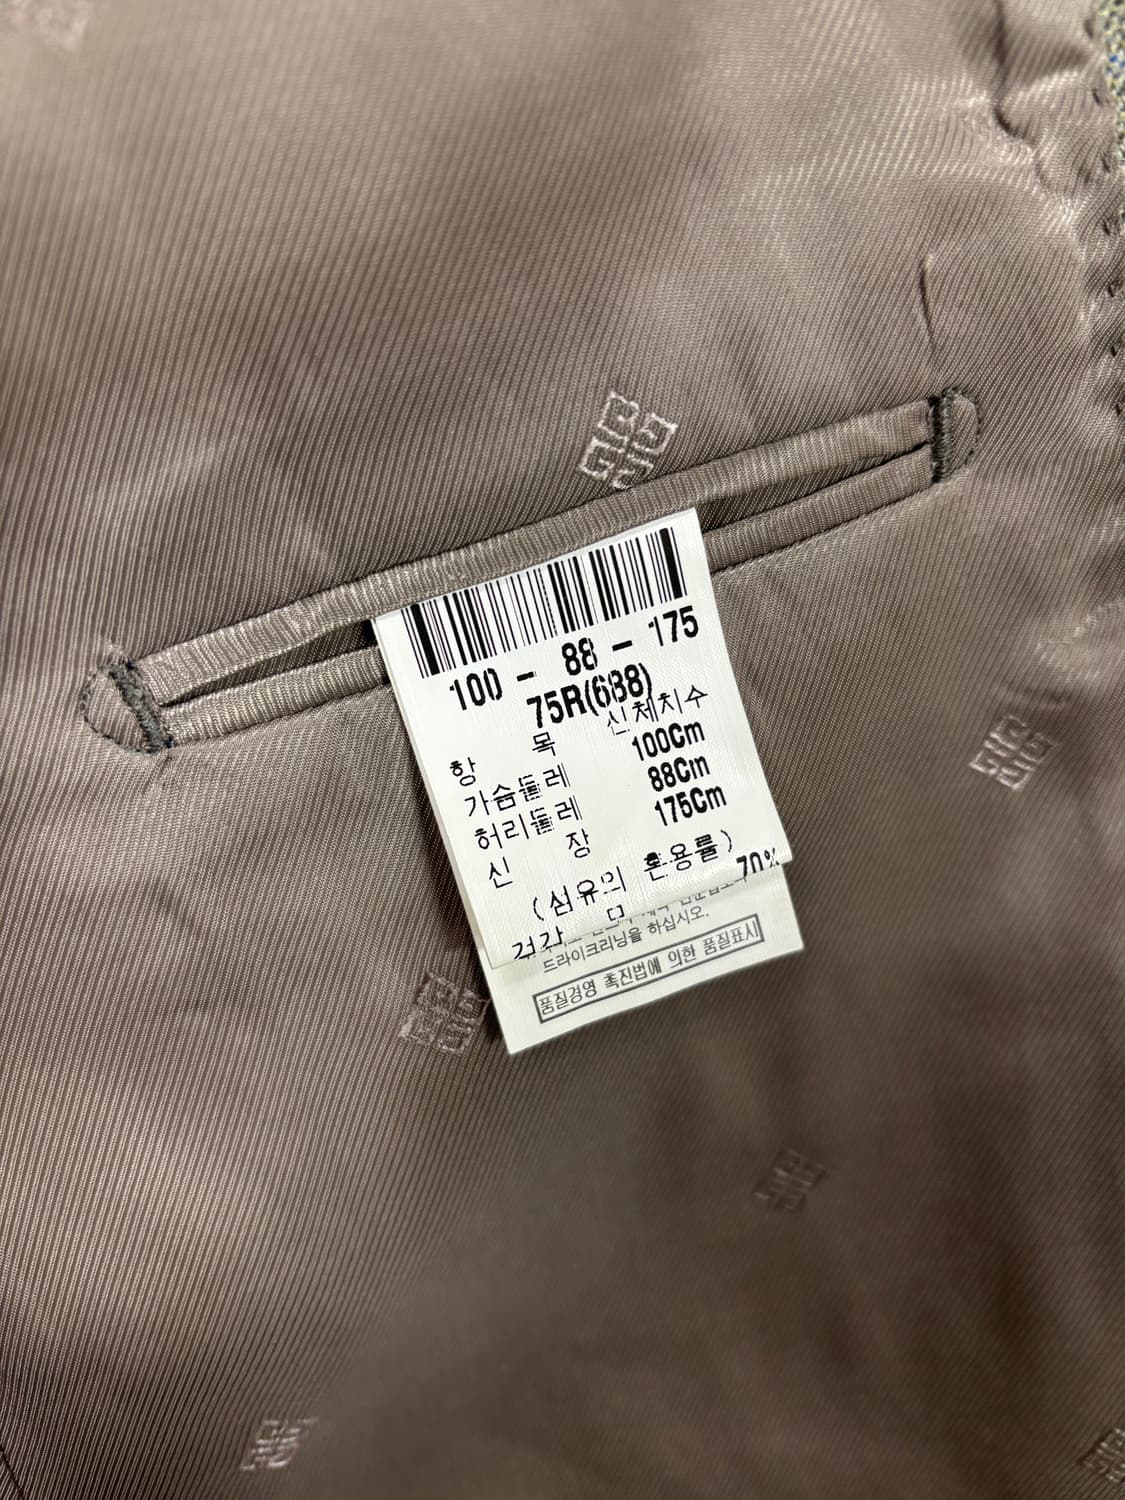 100 - 88 - 175
75R(688)
항 목 신체치수
가슴둘레 100Cm
허리둘레 88Cm
신 장 175Cm
(섬유의 혼용률)
70%
드라이크리닝을 하십시오.
품질경영 촉진법에 의한 품질표시